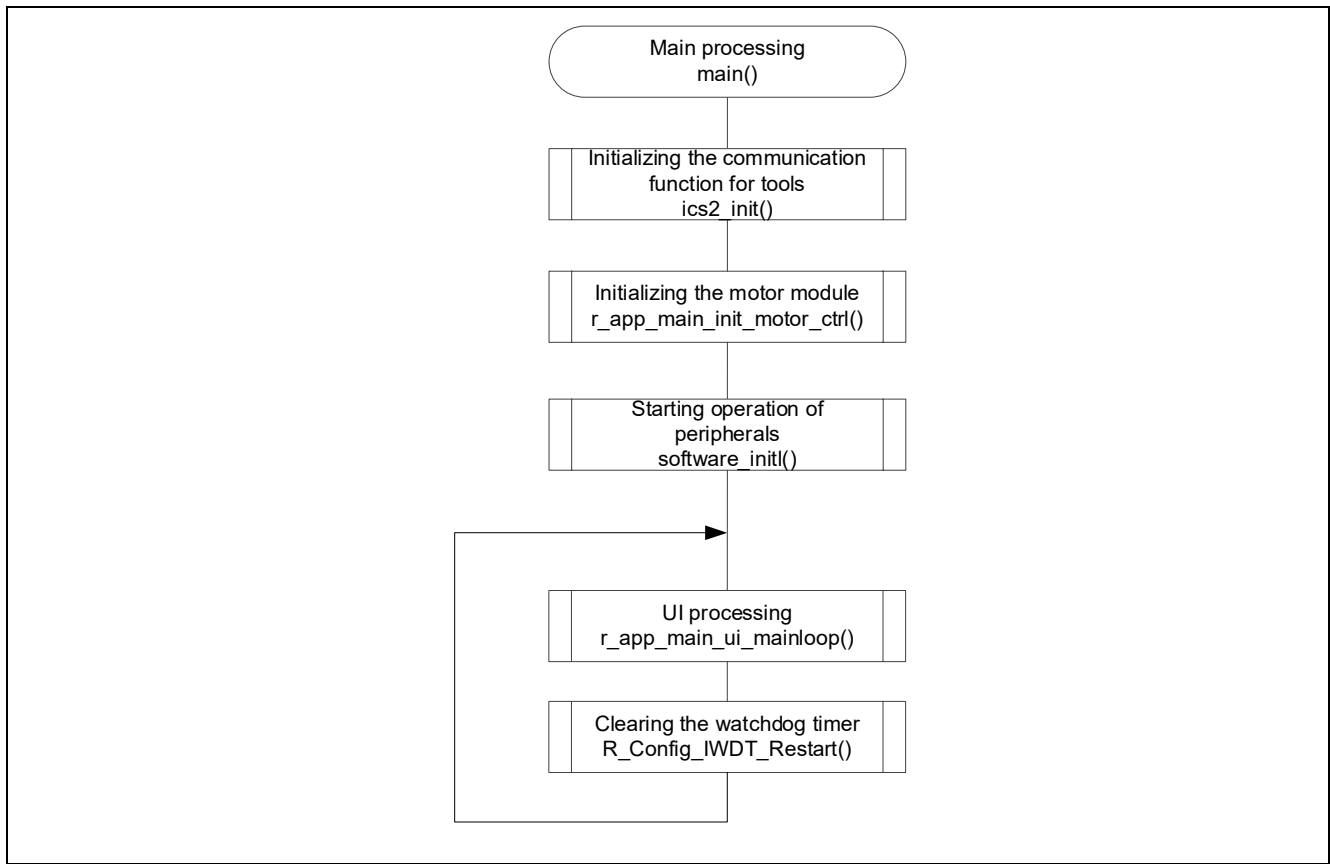 Main processing
main()
Initializing the communication
function for tools
ics2_init()
Initializing the motor module
r_app_main_init_motor_ctrl()
Starting operation of
peripherals
software_initl()
UI processing
r_app_main_ui_mainloop()
Clearing the watchdog timer
R_Config_IWDT_Restart()